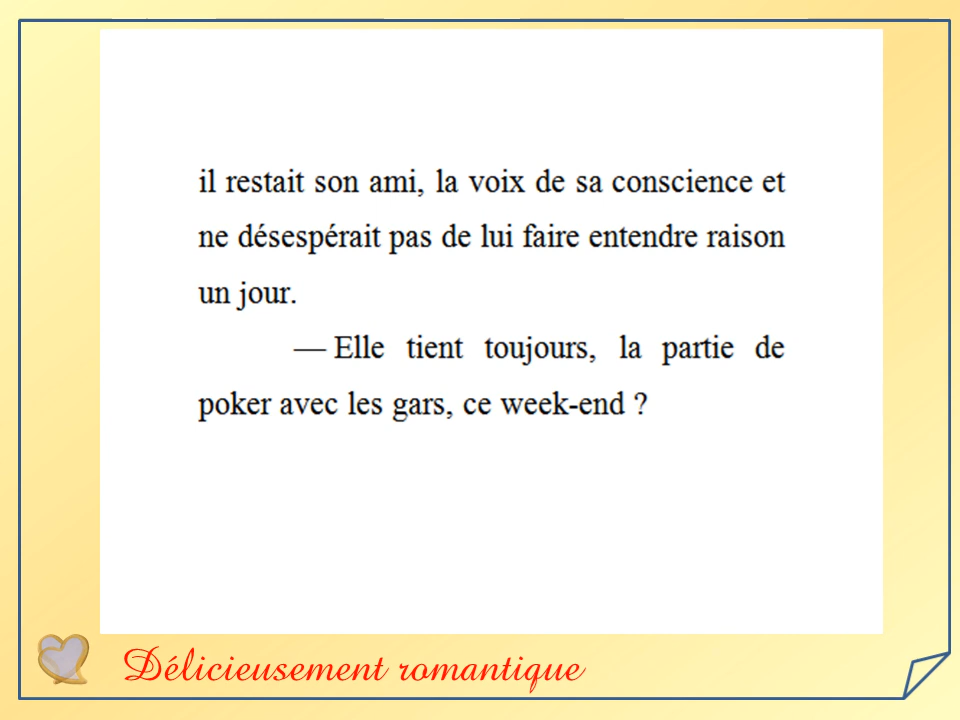 il restait son ami, la voix de sa conscience et
ne désespérait pas de lui faire entendre raison
un jour.
— Elle tient toujours, la partie de
poker avec les gars, ce week-end ?
Délicieusement romantique